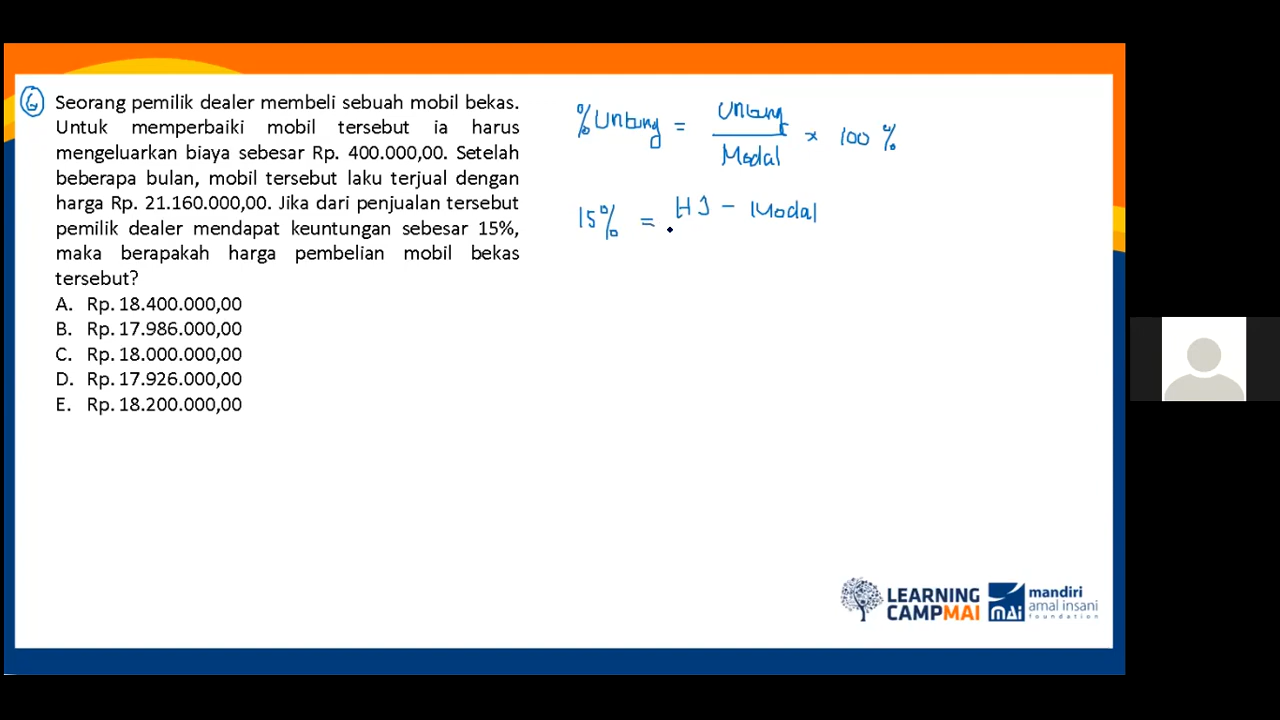 6 Seorang pemilik dealer membeli sebuah mobil bekas.
Untuk memperbaiki mobil tersebut ia harus
mengeluarkan biaya sebesar Rp. 400.000,00. Setelah
beberapa bulan, mobil tersebut laku terjual dengan
harga Rp. 21.160.000,00. Jika dari penjualan tersebut
pemilik dealer mendapat keuntungan sebesar 15%,
maka berapakah harga pembelian mobil bekas
tersebut?
A. Rp. 18.400.000,00
B. Rp. 17.986.000,00
C. Rp. 18.000.000,00
D. Rp. 17.926.000,00
E. Rp. 18.200.000,00
% Untung = Untung / Modal × 100 %
15% = HJ - Modal
LEARNING
CAMPMAI
MAI
mandiri
amal insani
foundation